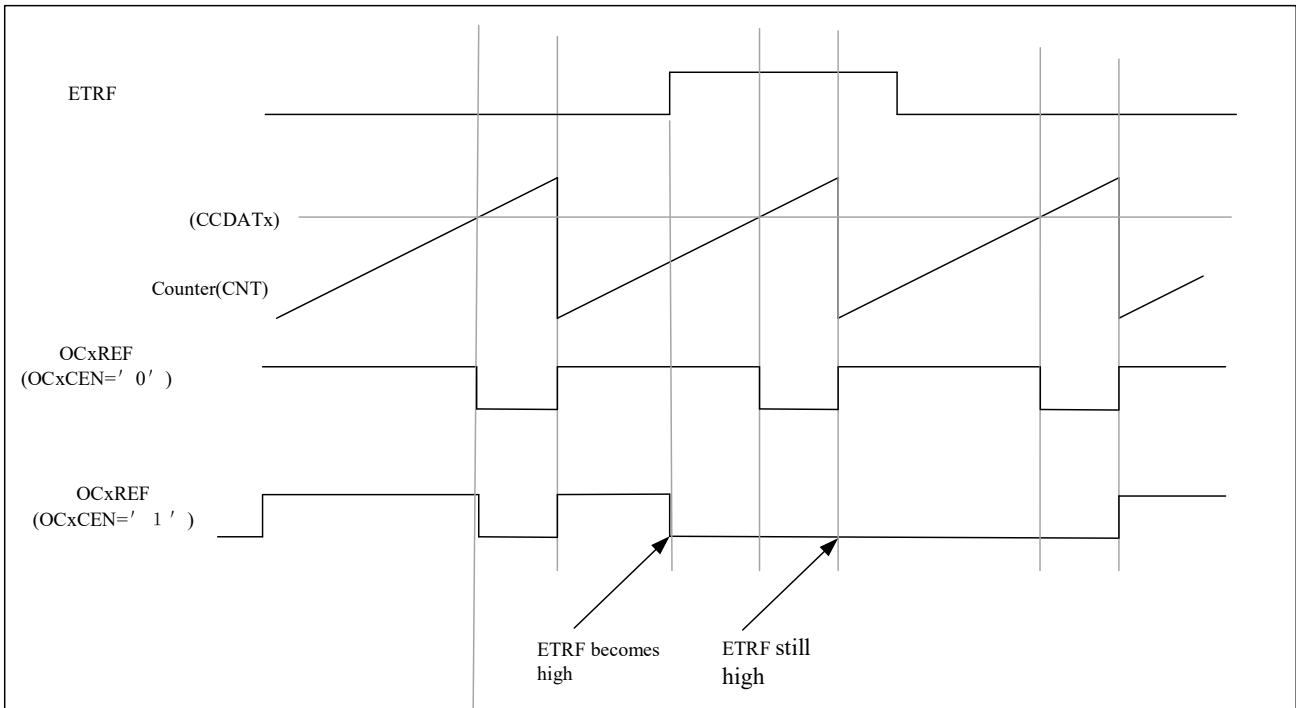 ETRF
(CCDATx)
Counter(CNT)
OCxREF
(OCxCEN=′ 0′ )
OCxREF
(OCxCEN=′ 1 ′ )
ETRF becomes
high
ETRF still
high